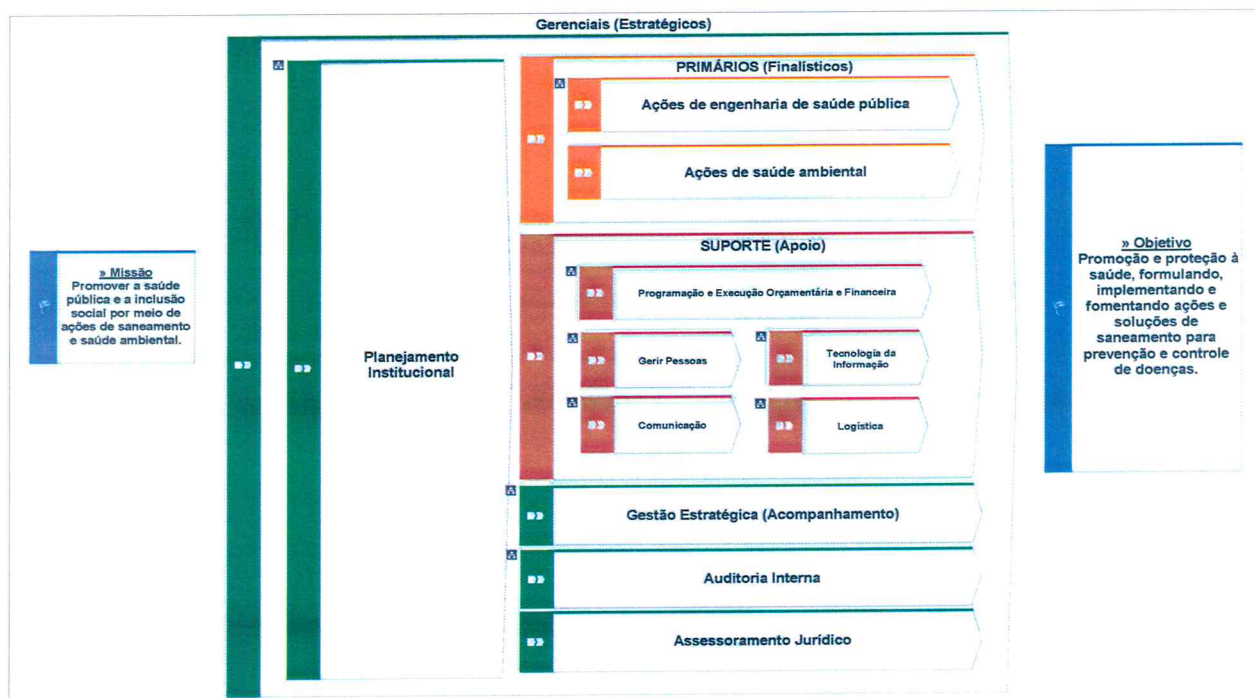 Gerenciais (Estratégicos)
» Missão
Promover a saúde
pública e a inclusão
social por meio de
ações de saneamento
e saúde ambiental.
Planejamento
Institucional
PRIMÁRIOS (Finalísticos)
Ações de engenharia de saúde pública
Ações de saúde ambiental
SUPORTE (Apoio)
Programação e Execução Orçamentária e Financeira
Gerir Pessoas
Tecnologia da
Informação
Comunicação
Logística
Gestão Estratégica (Acompanhamento)
Auditoria Interna
Assessoramento Jurídico
» Objetivo
Promoção e proteção à
saúde, formulando,
implementando e
fomentando ações e
soluções de
saneamento para
prevenção e controle
de doenças.